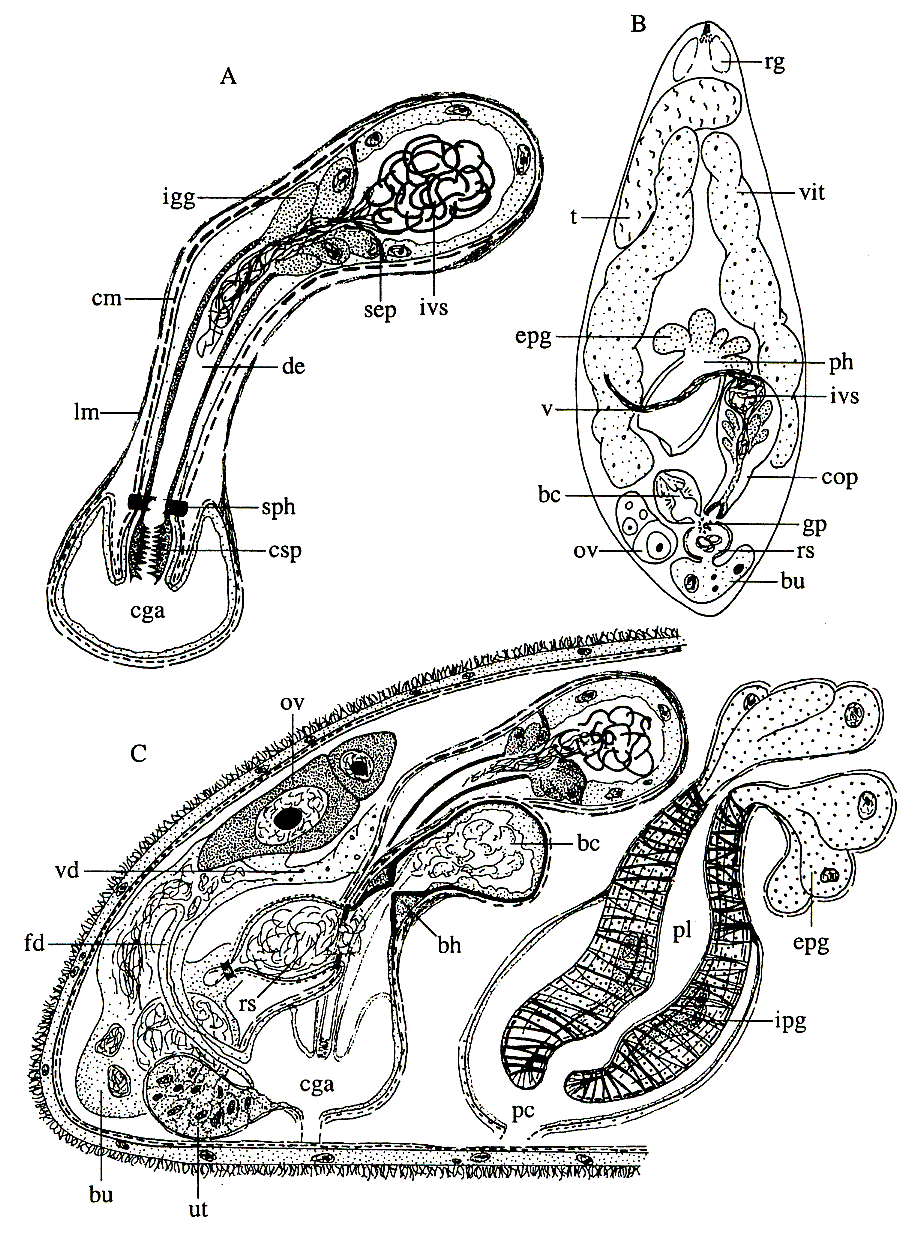 A
B
rg
igg
t
vit
cm
sep
ivs
epg
ph
de
ivs
lm
v
cop
bc
sph
gp
csp
ov
rs
bu
cga
ov
C
vd
bc
fd
bh
pl
epg
rs
ipg
cga
pc
bu
ut